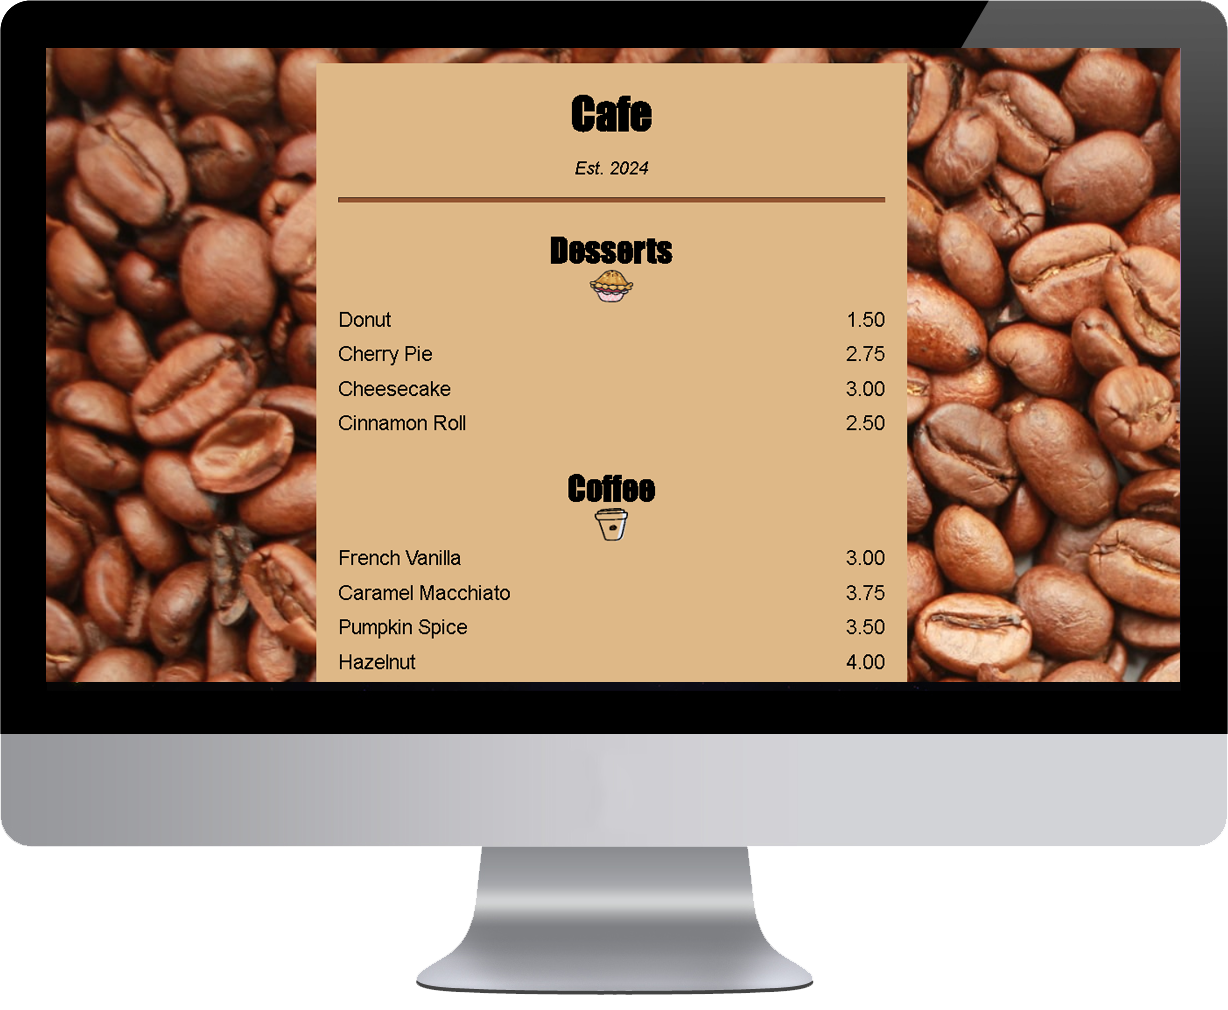 Cafe
Est. 2024
Desserts
Donut 1.50
Cherry Pie 2.75
Cheesecake 3.00
Cinnamon Roll 2.50
Coffee
French Vanilla 3.00
Caramel Macchiato 3.75
Pumpkin Spice 3.50
Hazelnut 4.00